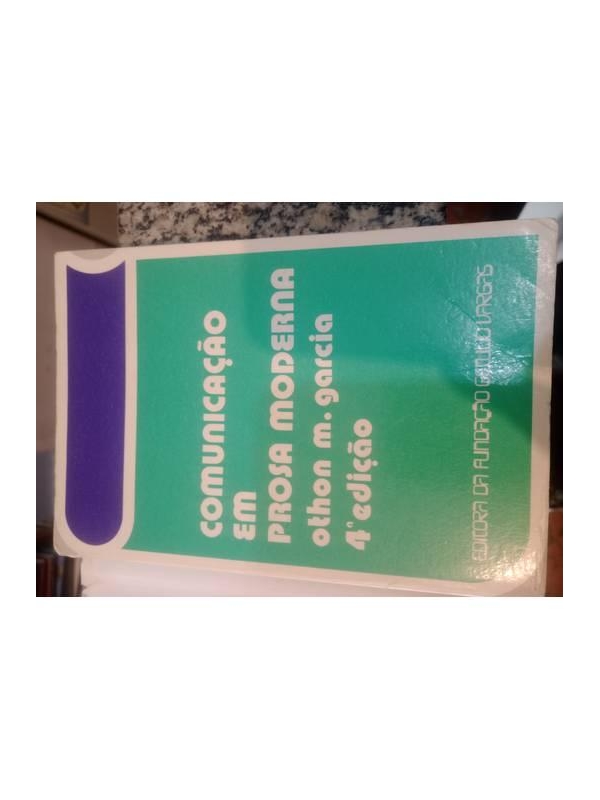 COMUNICAÇÃO
EM
PROSA MODERNA
othon m. garcia
4ª edição
EDITORA DA FUNDAÇÃO GETULIO VARGAS